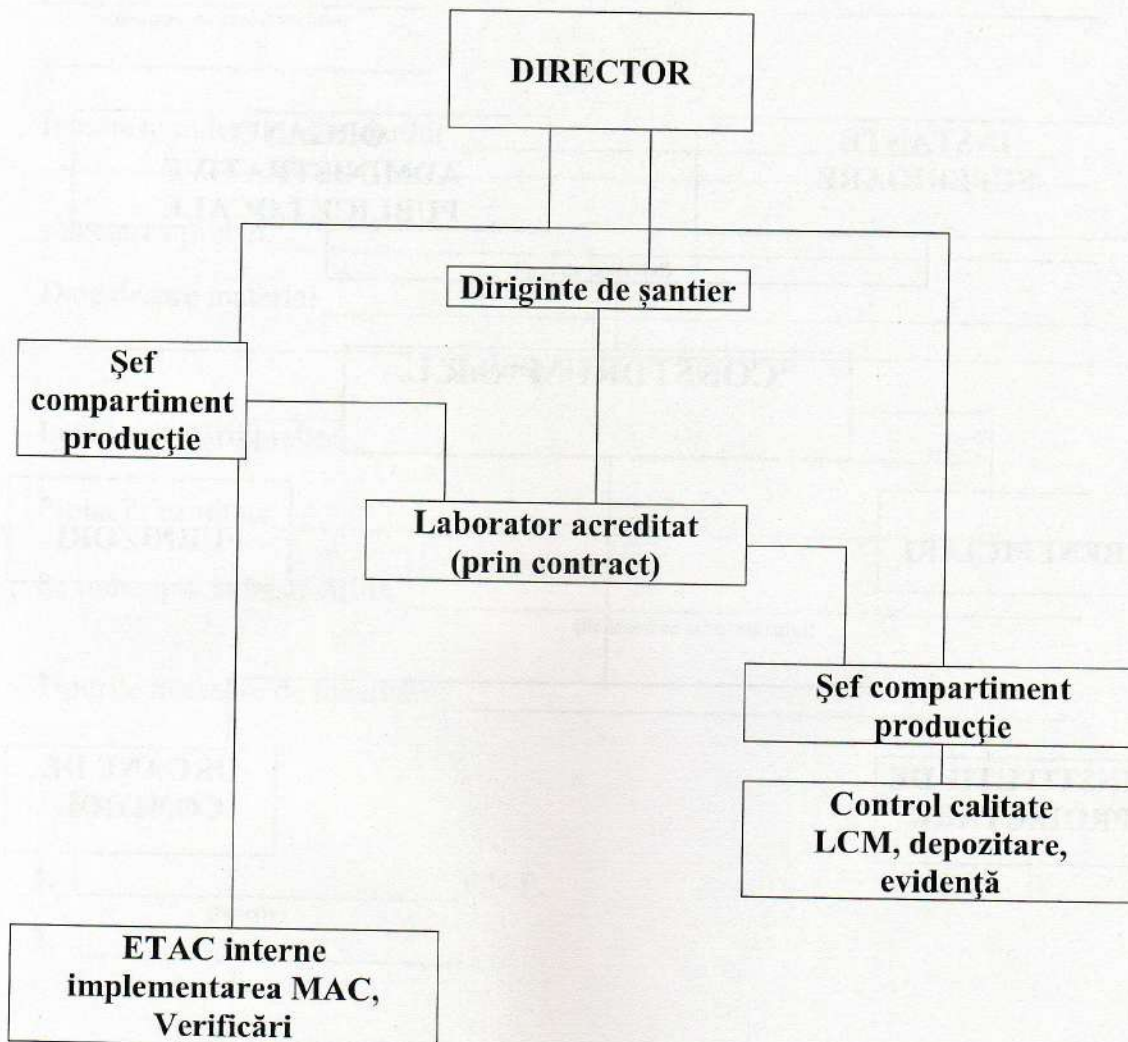 DIRECTOR
Diriginte de șantier
Şef
compartiment
producţie
Laborator acreditat
(prin contract)
Şef compartiment
producţie
Control calitate
LCM, depozitare,
evidenţă
ETAC interne
implementarea MAC,
Verificări